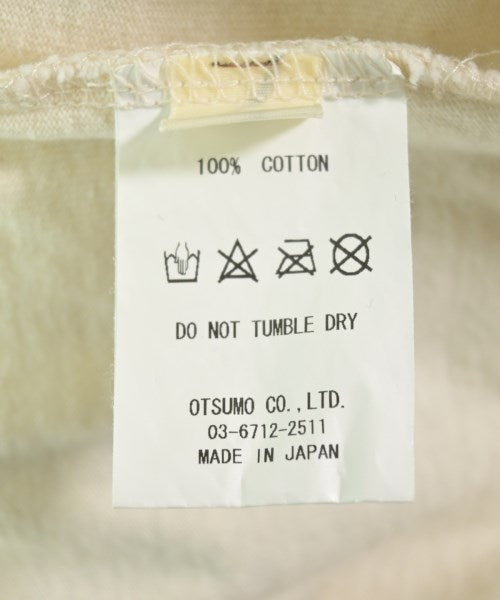 100% COTTON
DO NOT TUMBLE DRY
OTSUMO CO.,LTD.
03-6712-2511
MADE IN JAPAN